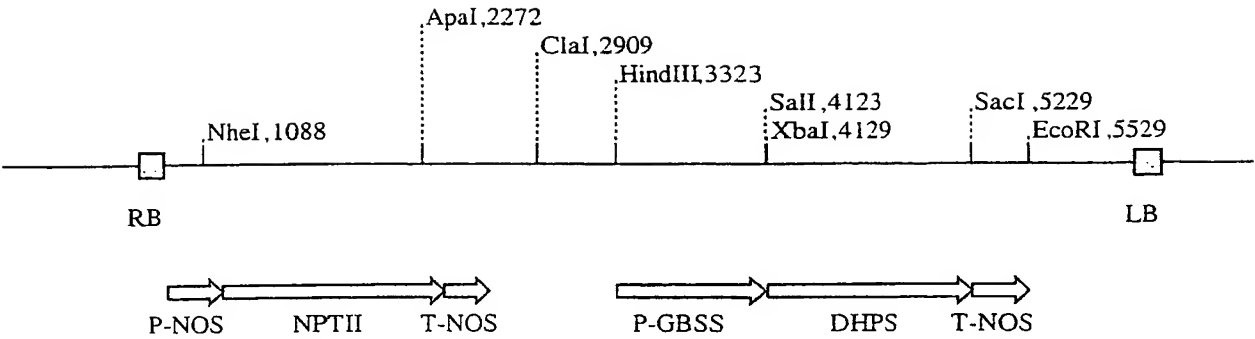 ApaI,2272
ClaI,2909
HindIII,3323
SalI,4123
SacI,5229
NheI,1088
XbaI,4129
EcoRI,5529
RB
LB
P-NOS NPTII T-NOS P-GBSS DHPS T-NOS